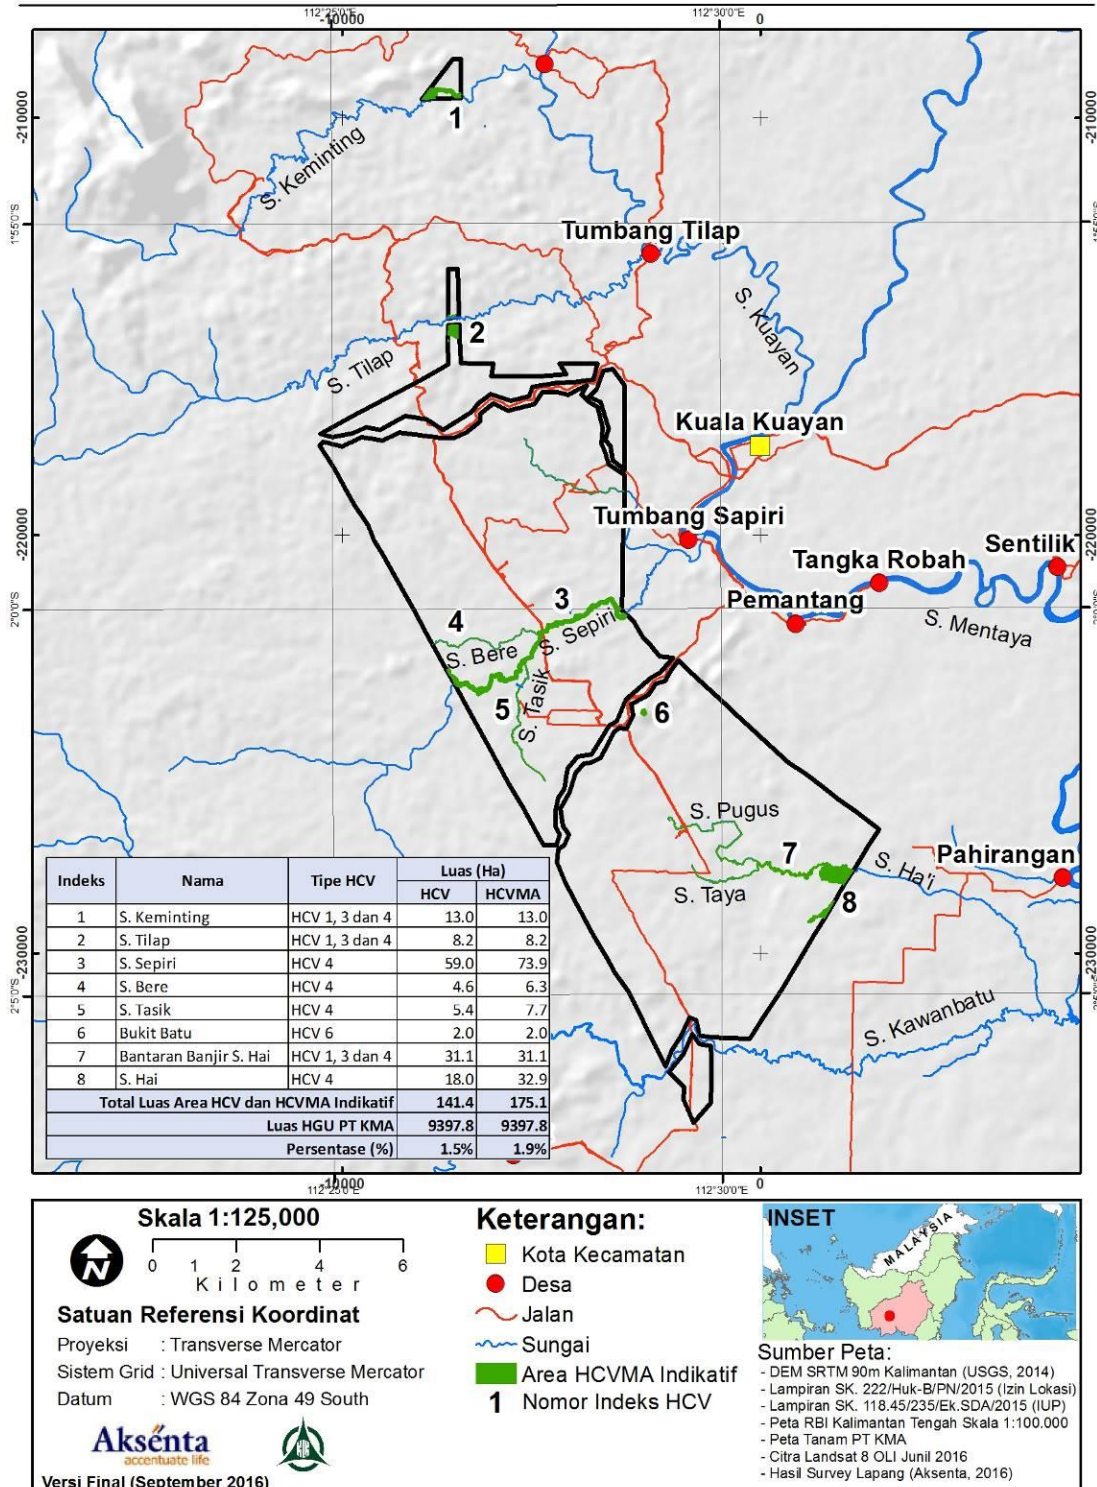 112°25'0"E
-10000
112°30'0"E
0
-210000
-210000
1
S. Keminting
1°55'0"S
1°55'0"S
Tumbang Tilap
S. Kuayan
2
S. Tilap
Kuala Kuayan
-220000
-220000
Tumbang Sapiri
Sentilik
Tangka Robah
Pemantang
2°0'0"S
2°0'0"S
3
S. Sepiri
S. Mentaya
4
S. Bere
5
S. Tasik
6
S. Pugus
7
S. Ha'i
Pahirangan
S. Taya
8
-230000
-230000
2°5'0"S
2°5'0"S
S. Kawanbatu
Indeks Nama Tipe HCV Luas (Ha)
HCV HCVMA
1 S. Keminting HCV 1, 3 dan 4 13.0 13.0
2 S. Tilap HCV 1, 3 dan 4 8.2 8.2
3 S. Sepiri HCV 4 59.0 73.9
4 S. Bere HCV 4 4.6 6.3
5 S. Tasik HCV 4 5.4 7.7
6 Bukit Batu HCV 6 2.0 2.0
7 Bantaran Banjir S. Hai HCV 1, 3 dan 4 31.1 31.1
8 S. Hai HCV 4 18.0 32.9
Total Luas Area HCV dan HCVMA Indikatif 141.4 175.1
Luas HGU PT KMA 9397.8 9397.8
Persentase (%) 1.5% 1.9%
-10000
112°25'0"E
112°30'0"E
0
Skala 1:125,000
N
0 1 2 4 6
Kilometer
Satuan Referensi Koordinat
Proyeksi : Transverse Mercator
Sistem Grid : Universal Transverse Mercator
Datum : WGS 84 Zona 49 South
Aksenta
accentuate life
Versi Final (September 2016)
Keterangan:
Kota Kecamatan
Desa
Jalan
Sungai
Area HCVMA Indikatif
1 Nomor Indeks HCV
INSET
MALAYSIA
Sumber Peta:
- DEM SRTM 90m Kalimantan (USGS, 2014)
- Lampiran SK. 222/Huk-B/PN/2015 (Izin Lokasi)
- Lampiran SK. 118.45/235/Ek.SDA/2015 (IUP)
- Peta RBI Kalimantan Tengah Skala 1:100.000
- Peta Tanam PT KMA
- Citra Landsat 8 OLI Junil 2016
- Hasil Survey Lapang (Aksenta, 2016)